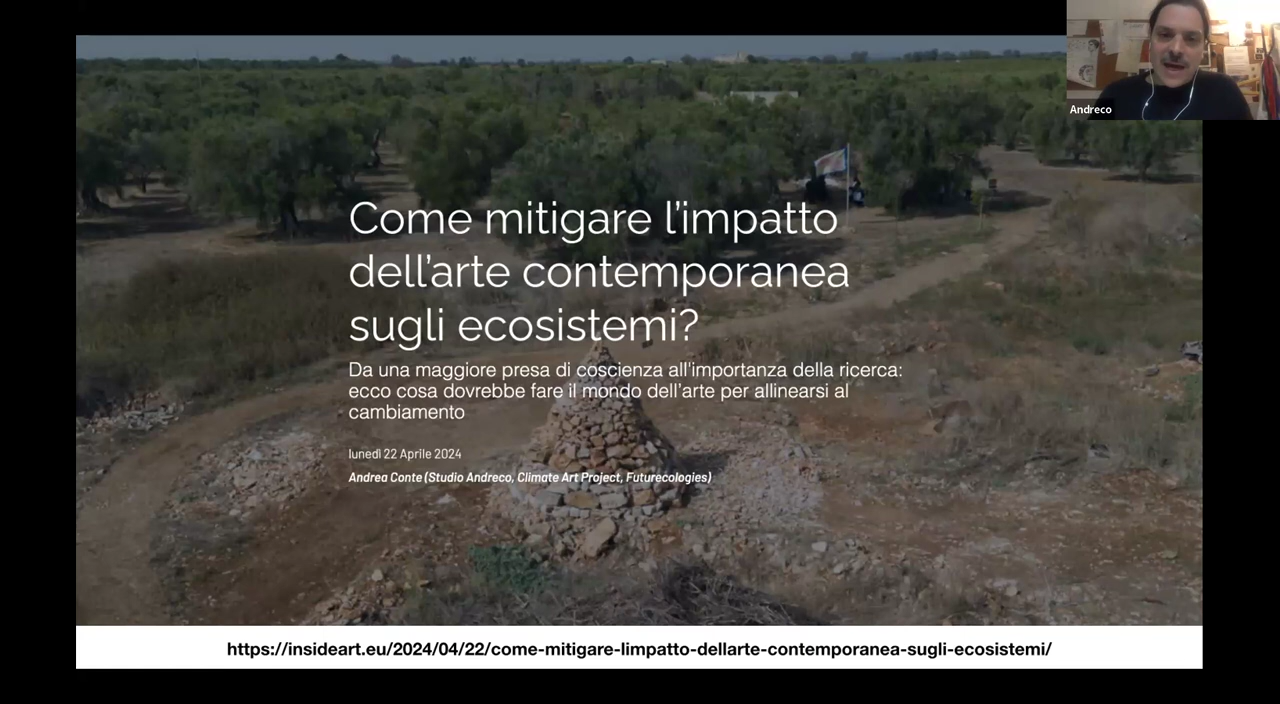 Andreco
Come mitigare l'impatto
dell'arte contemporanea
sugli ecosistemi?
Da una maggiore presa di coscienza all'importanza della ricerca:
ecco cosa dovrebbe fare il mondo dell'arte per allinearsi al
cambiamento
lunedì 22 Aprile 2024
Andrea Conte (Studio Andreco, Climate Art Project, Futurecologies)
https://insideart.eu/2024/04/22/come-mitigare-limpatto-dellarte-contemporanea-sugli-ecosistemi/